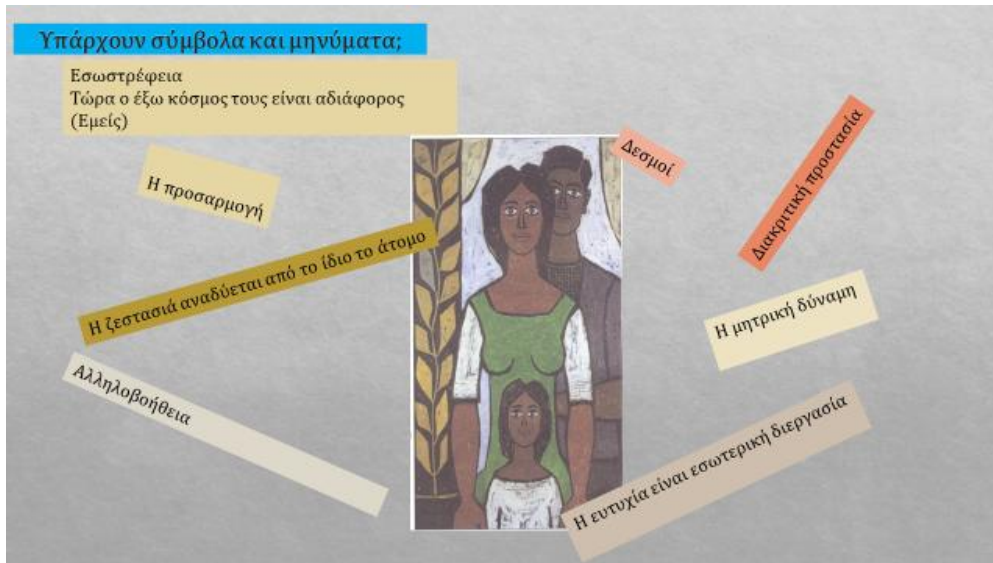 Υπάρχουν σύμβολα και μηνύματα;
Εσωστρέφεια
Τώρα ο έξω κόσμος τους είναι αδιάφορος
(Εμείς)
Δεσμοί
Διακριτική προστασία
Η προσαρμογή
Η ζεστασιά αναδύεται από το ίδιο το άτομο
Η μητρική δύναμη
Αλληλοβοήθεια
Η ευτυχία είναι εσωτερική διεργασία